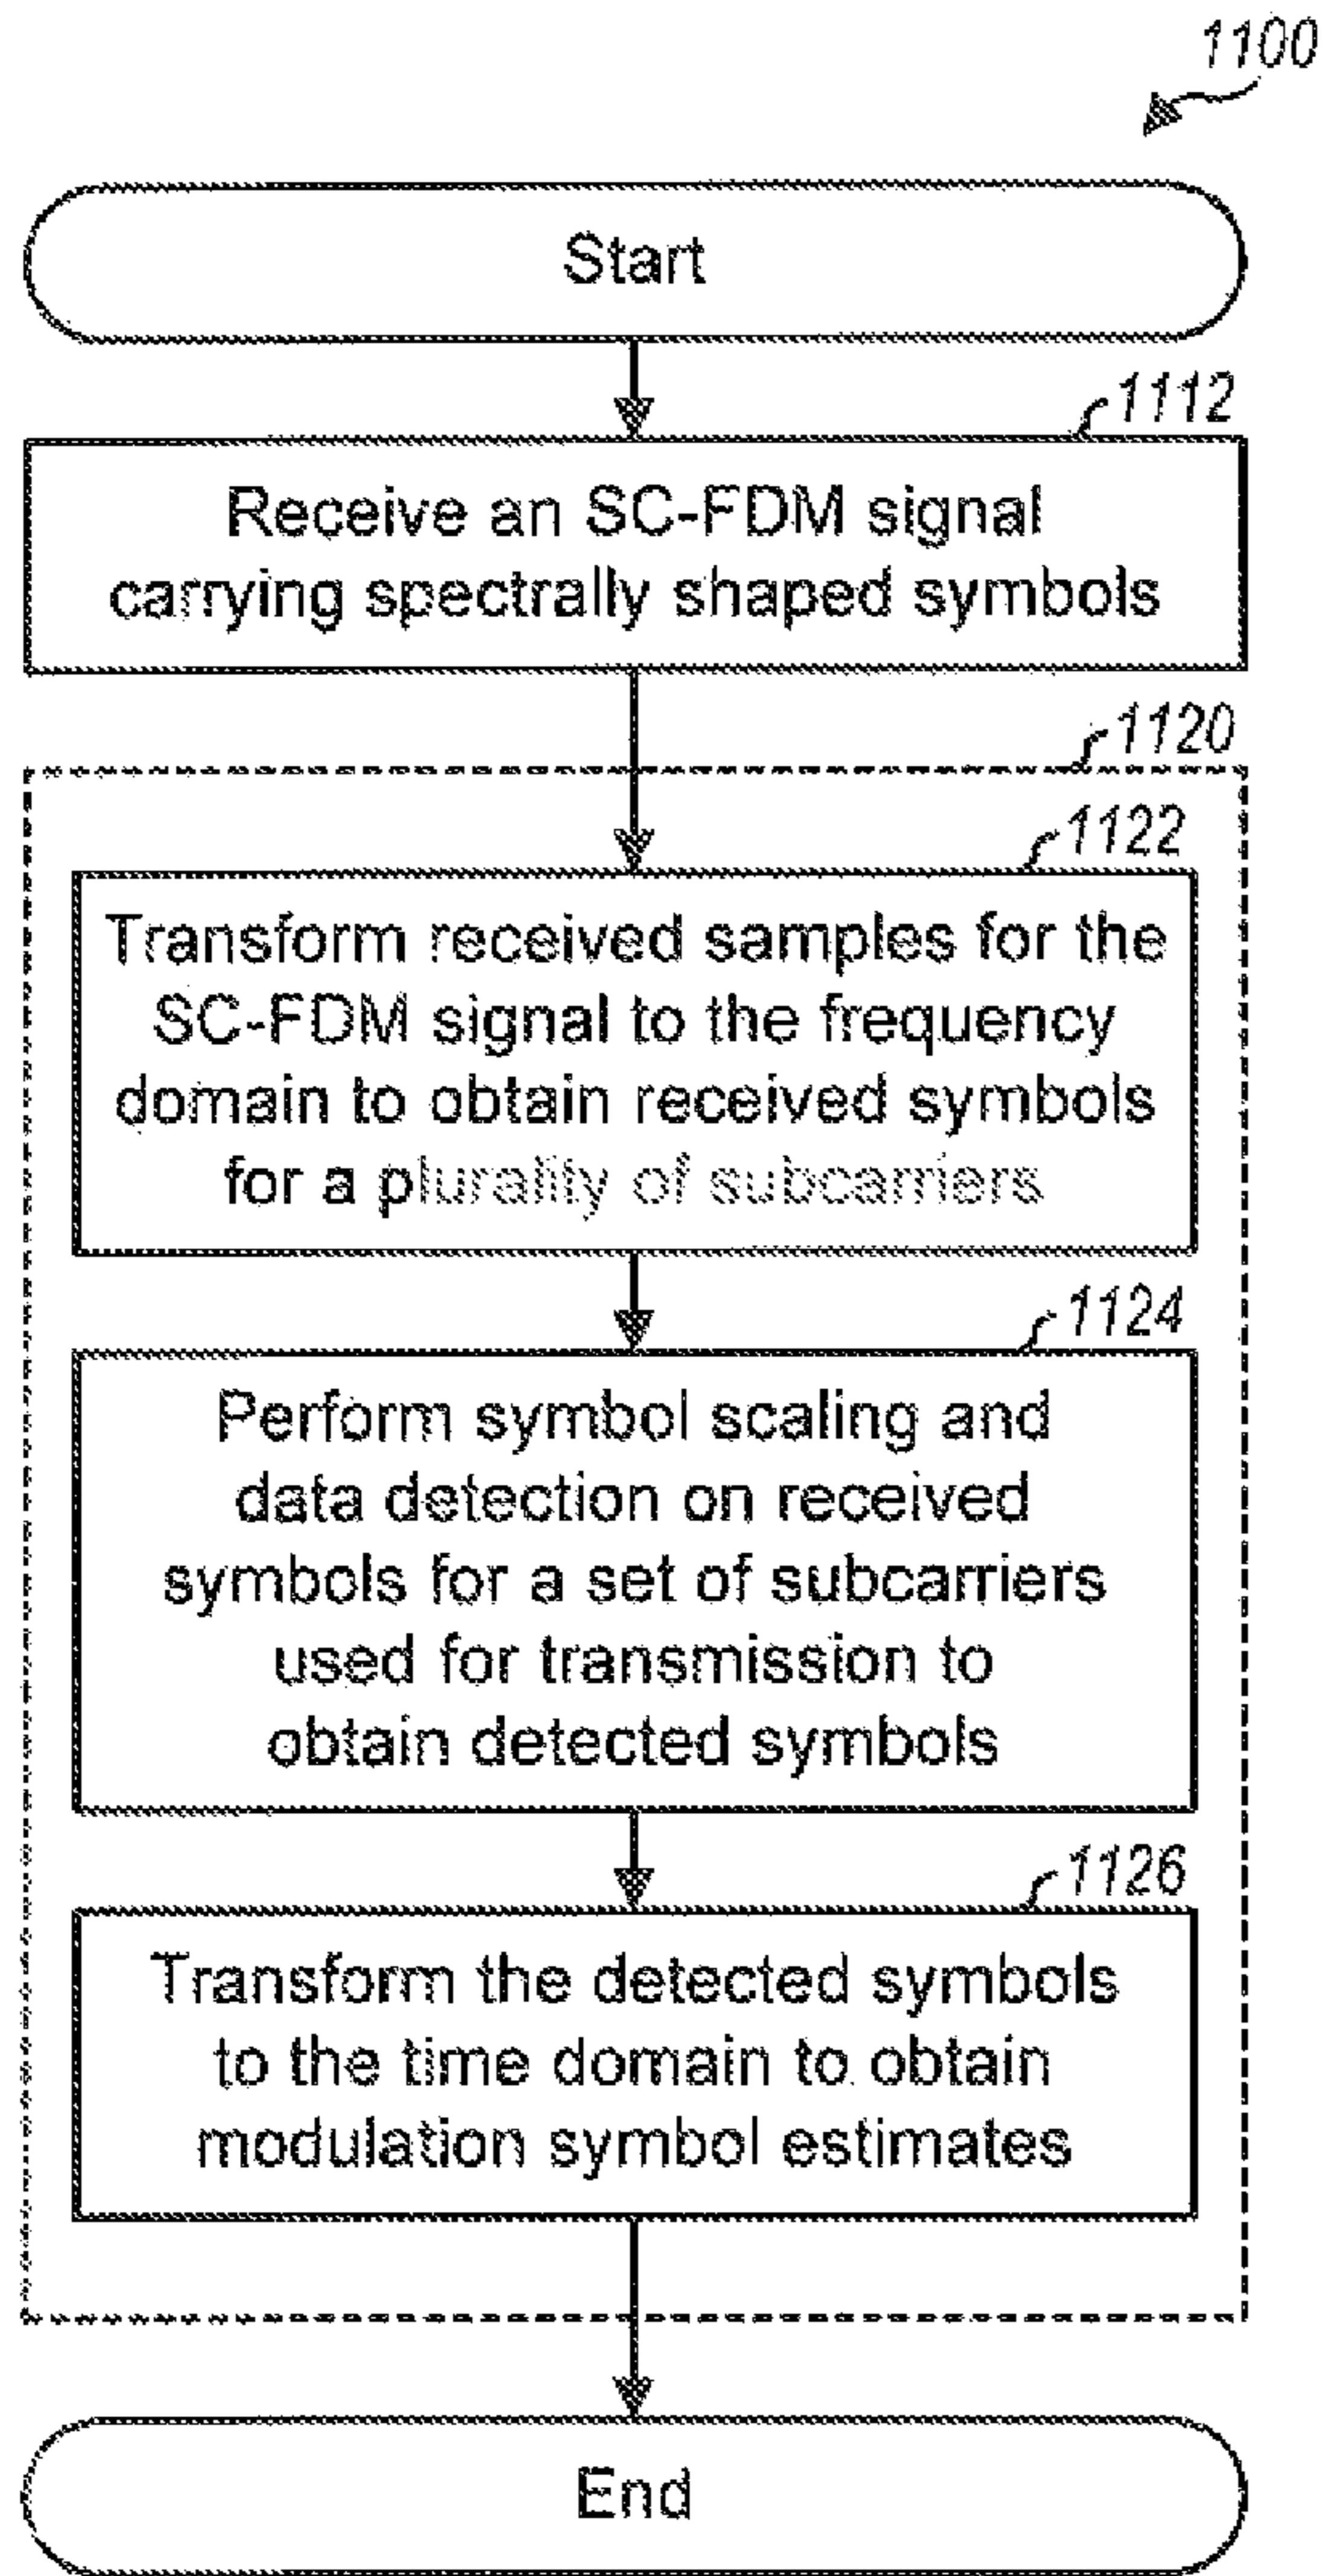 1100
Start
1112
Receive an SC-FDM signal
carrying spectrally shaped symbols
1120
1122
Transform received samples for the
SC-FDM signal to the frequency
domain to obtain received symbols
for a plurality of subcarriers
1124
Perform symbol scaling and
data detection on received
symbols for a set of subcarriers
used for transmission to
obtain detected symbols
1126
Transform the detected symbols
to the time domain to obtain
modulation symbol estimates
End